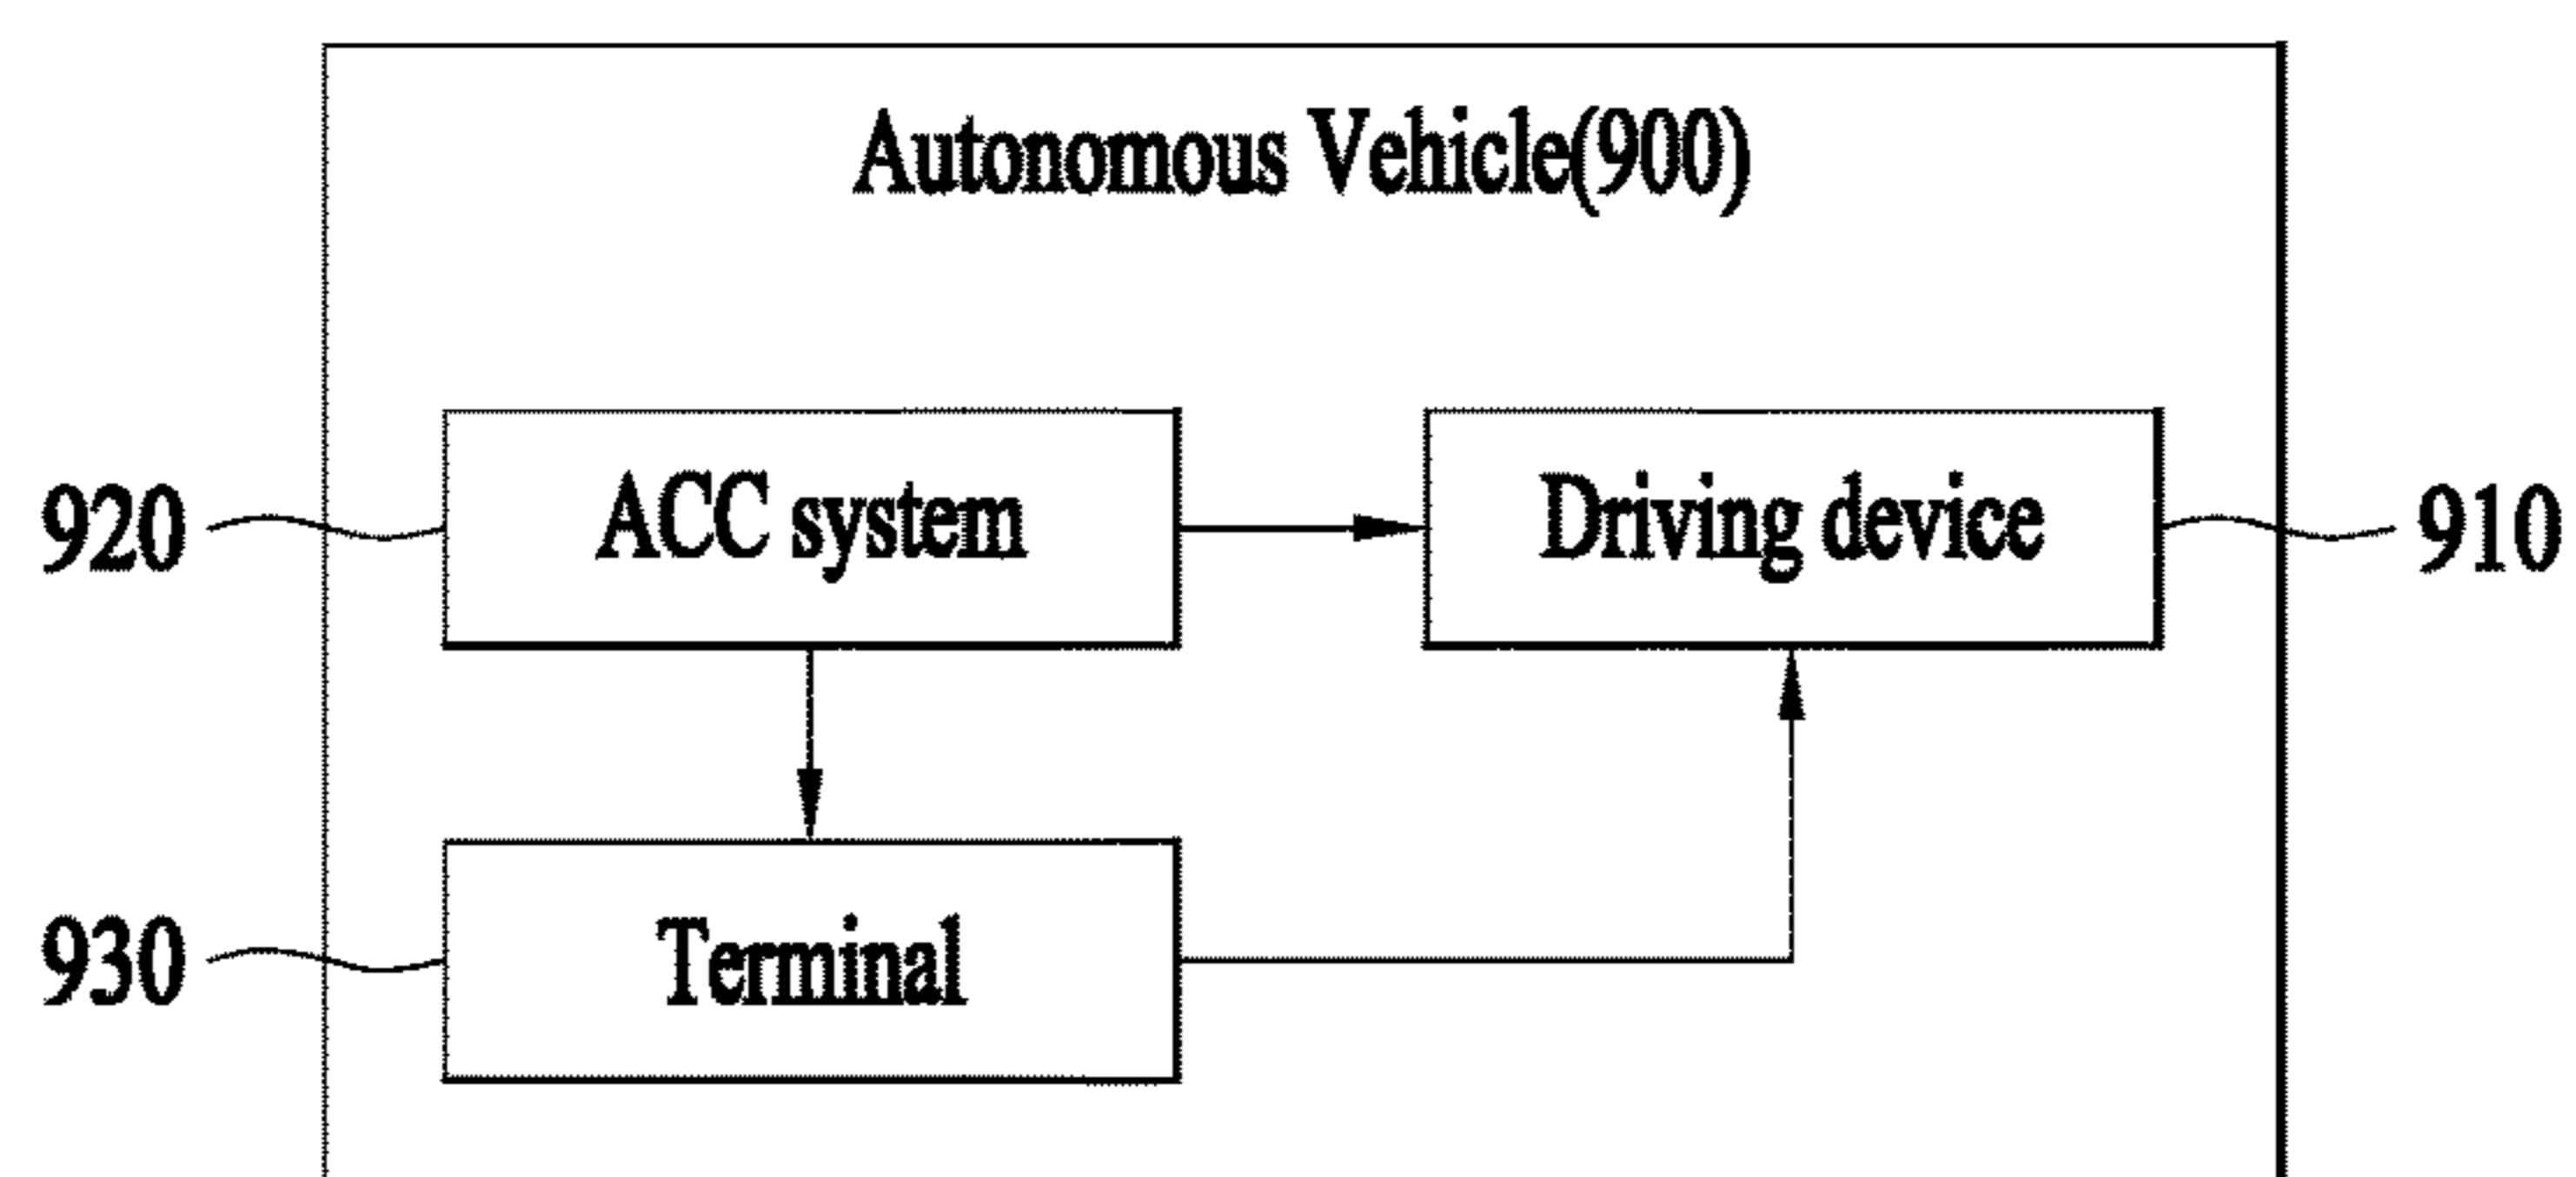 Autonomous Vehicle(900)
920
ACC system
Driving device
910
930
Terminal